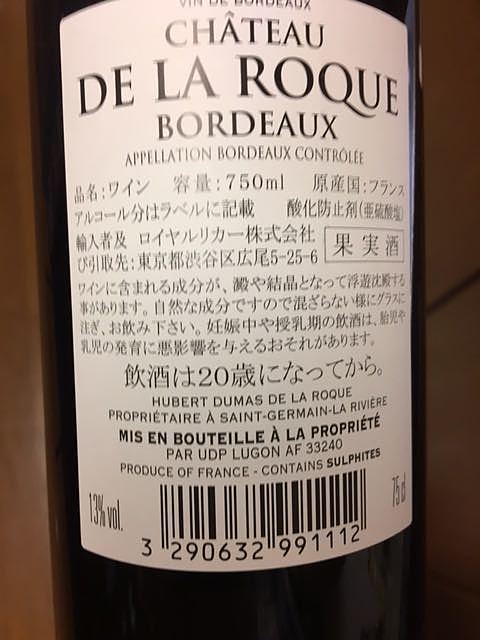 VIN DE BORDEAUX
CHÂTEAU
DE LA ROQUE
BORDEAUX
APPELLATION BORDEAUX CONTRÔLÉE
品名:ワイン 容量:750ml 原産国:フランス
アルコール分はラベルに記載 酸化防止剤(亜硫酸塩)
輸入者及 ロイヤルリカー株式会社
び引取先:東京都渋谷区広尾5-25-6
果実酒
ワインに含まれる成分が、澱や結晶となって浮遊沈殿する
事があります。自然な成分ですので混ざらない様にグラスに
注ぎ、お飲み下さい。妊娠中や授乳期の飲酒は、胎児や
乳児の発育に悪影響を与えるおそれがあります。
飲酒は20歳になってから。
HUBERT DUMAS DE LA ROQUE
PROPRIÉTAIRE À SAINT-GERMAIN-LA RIVIÈRE
MIS EN BOUTEILLE À LA PROPRIÉTÉ
PAR UDP LUGON AF 33240
PRODUCE OF FRANCE - CONTAINS SULPHITES
13% vol.
75 cl
3 290632 991112